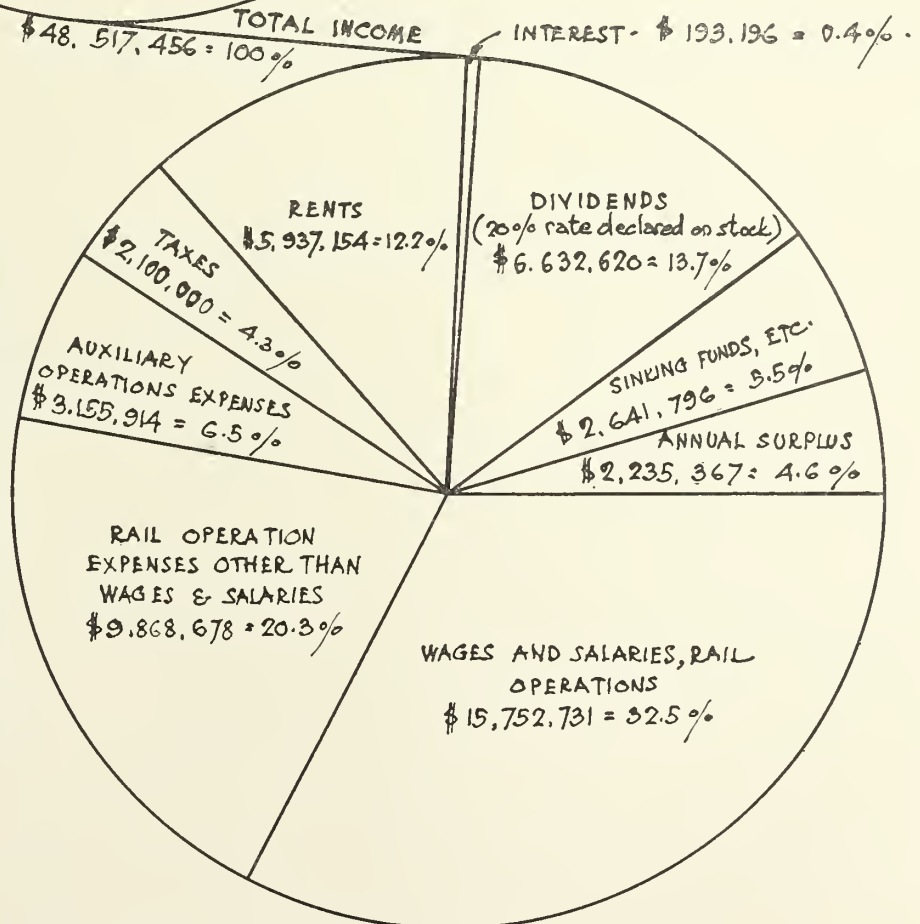 TOTAL INCOME
$48,517,456 = 100%
INTEREST - $193,196 = 0.4%.
RENTS
$5,937,154 = 12.2%
DIVIDENDS
(20% rate declared on stock)
$6,632,620 = 13.7%
TAXES
$2,100,000 = 4.3%
SINKING FUNDS, ETC.
$2,641,796 = 5.5%
AUXILIARY
OPERATIONS EXPENSES
$3,155,914 = 6.5%
ANNUAL SURPLUS
$2,235,367 = 4.6%
RAIL OPERATION
EXPENSES OTHER THAN
WAGES & SALARIES
$9,868,678 = 20.3%
WAGES AND SALARIES, RAIL
OPERATIONS
$15,752,731 = 32.5%